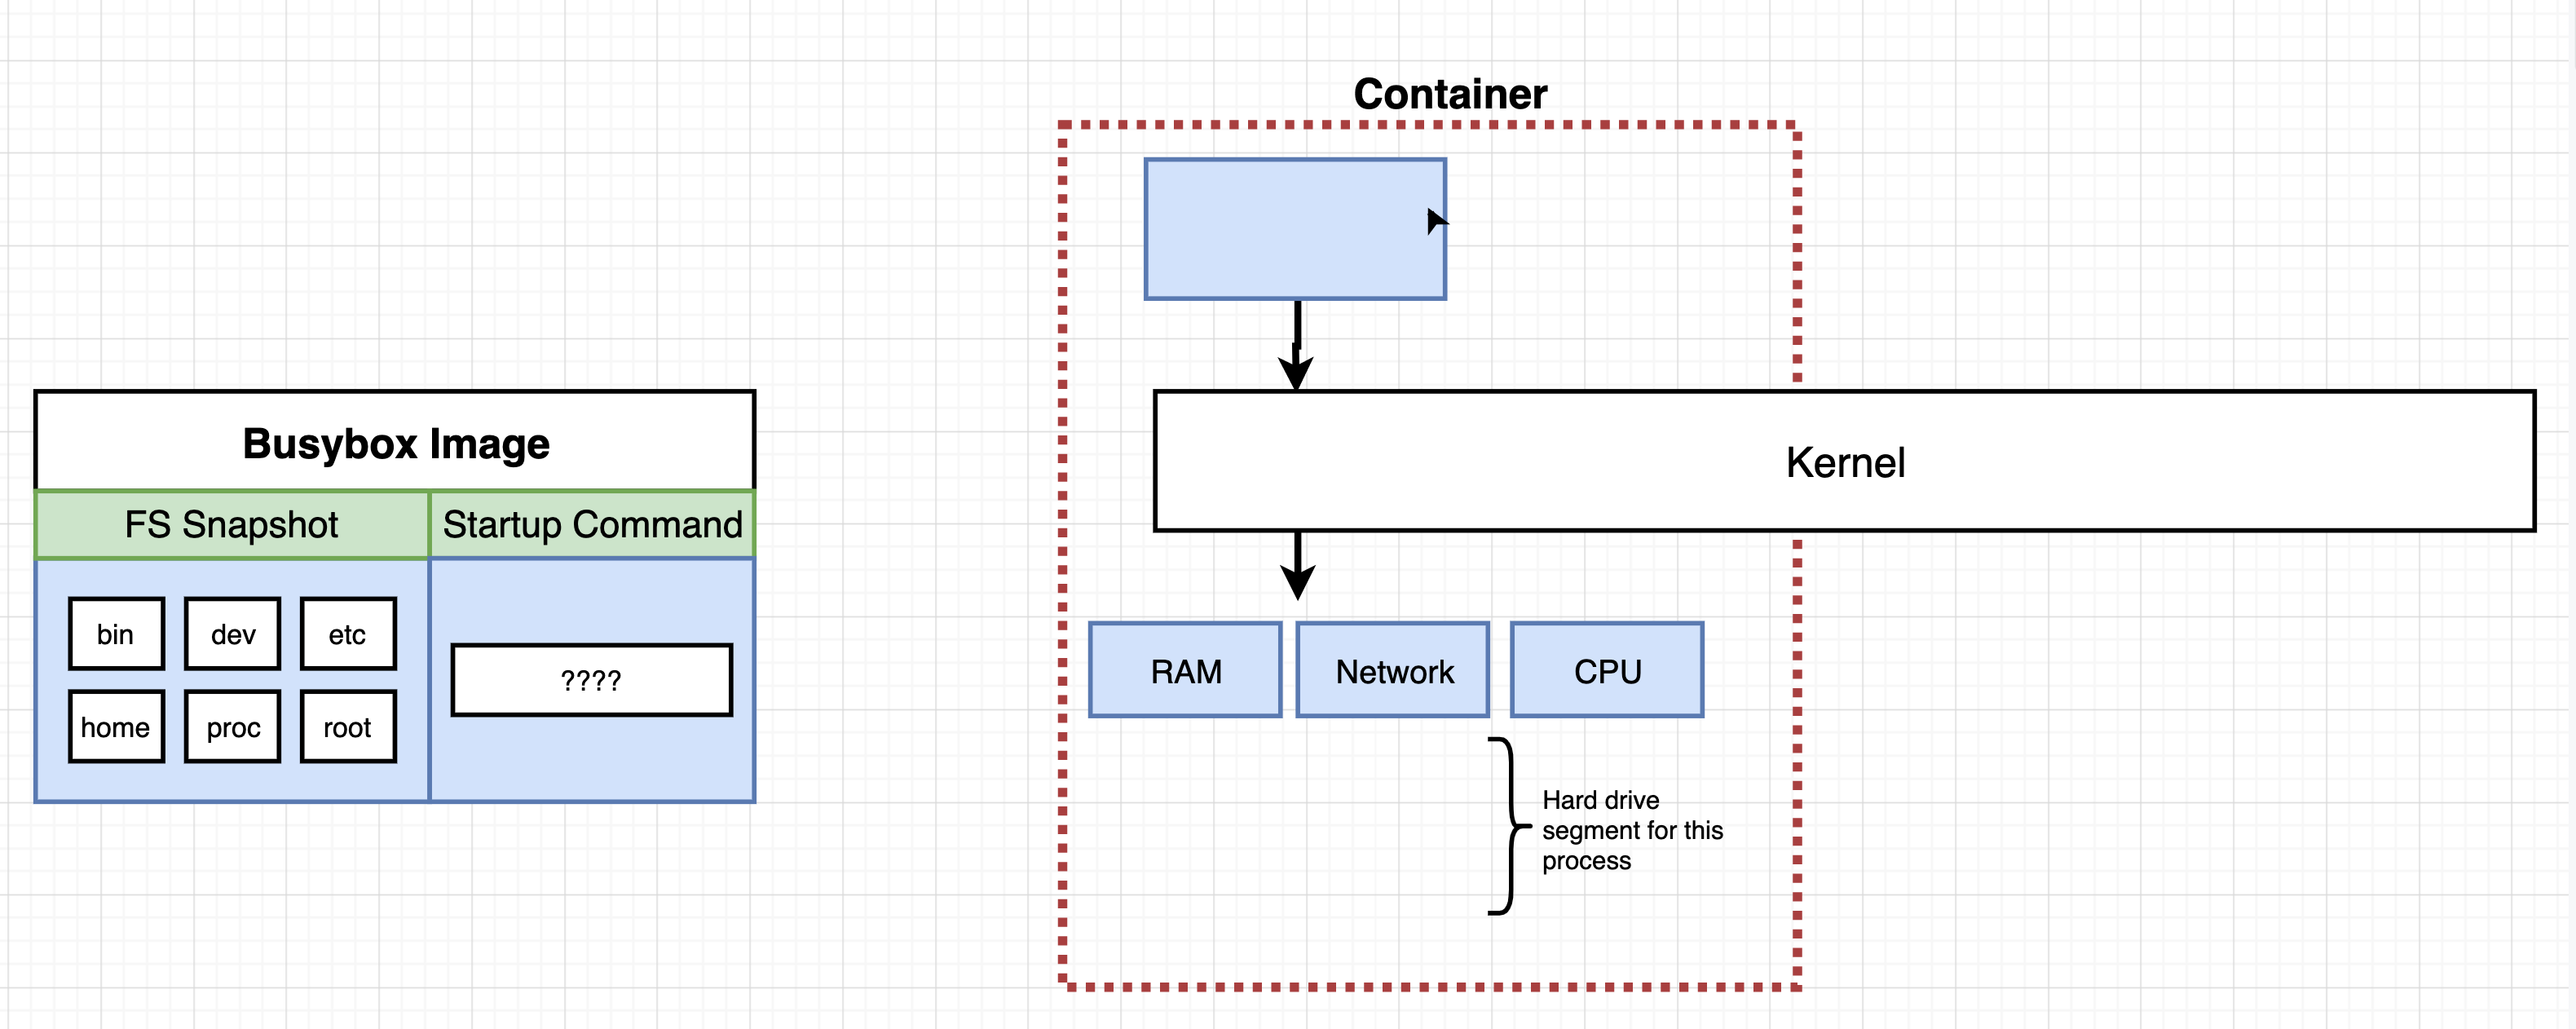 Container
Busybox Image
FS Snapshot
Startup Command
bin
dev
etc
home
proc
root
????
Kernel
RAM
Network
CPU
Hard drive
segment for this
process